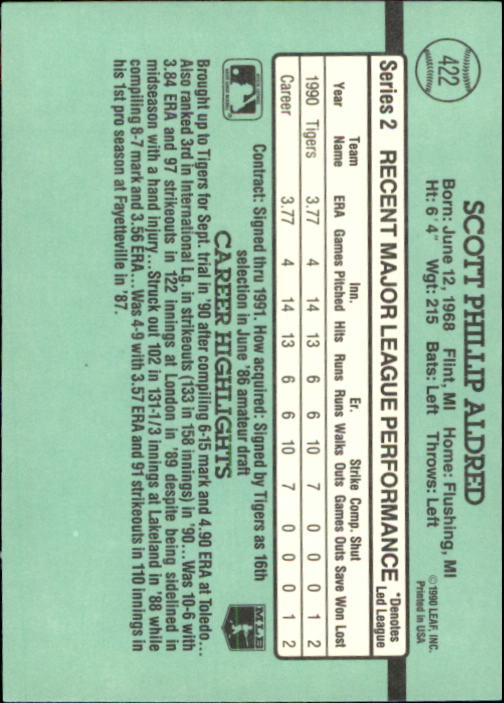 422
SCOTT PHILLIP ALDRED
Born: June 12, 1968 Flint, MI Home: Flushing, MI
Ht: 6' 4" Wgt: 215 Bats: Left Throws: Left
© 1990 LEAF, INC.
Printed in USA
Series 2 RECENT MAJOR LEAGUE PERFORMANCE *Denotes Led League
Team Inn. Er. Strike Comp. Shut
Year Name ERA Games Pitched Hits Runs Runs Walks Outs Games Outs Save Won Lost
1990 Tigers 3.77 4 14 13 6 6 10 7 0 0 0 1 2
Career 3.77 4 14 13 6 6 10 7 0 0 0 1 2
Contract: Signed thru 1991. How acquired: Signed by Tigers as 16th
selection in June '86 amateur draft
MLB
CAREER HIGHLIGHTS
Brought up to Tigers for Sept. trial in '90 after compiling 6-15 mark and 4.90 ERA at Toledo...
Also ranked 3rd in International Lg. in strikeouts (133 in 158 innings) in '90...Was 10-6 with
3.84 ERA and 97 strikeouts in 122 innings at London in '89 despite being sidelined in
midseason with a hand injury...Struck out 102 in 131-1/3 innings at Lakeland in '88 while
compiling 8-7 mark and 3.56 ERA...Was 4-9 with 3.57 ERA and 91 strikeouts in 110 innings in
his 1st pro season at Fayetteville in '87.